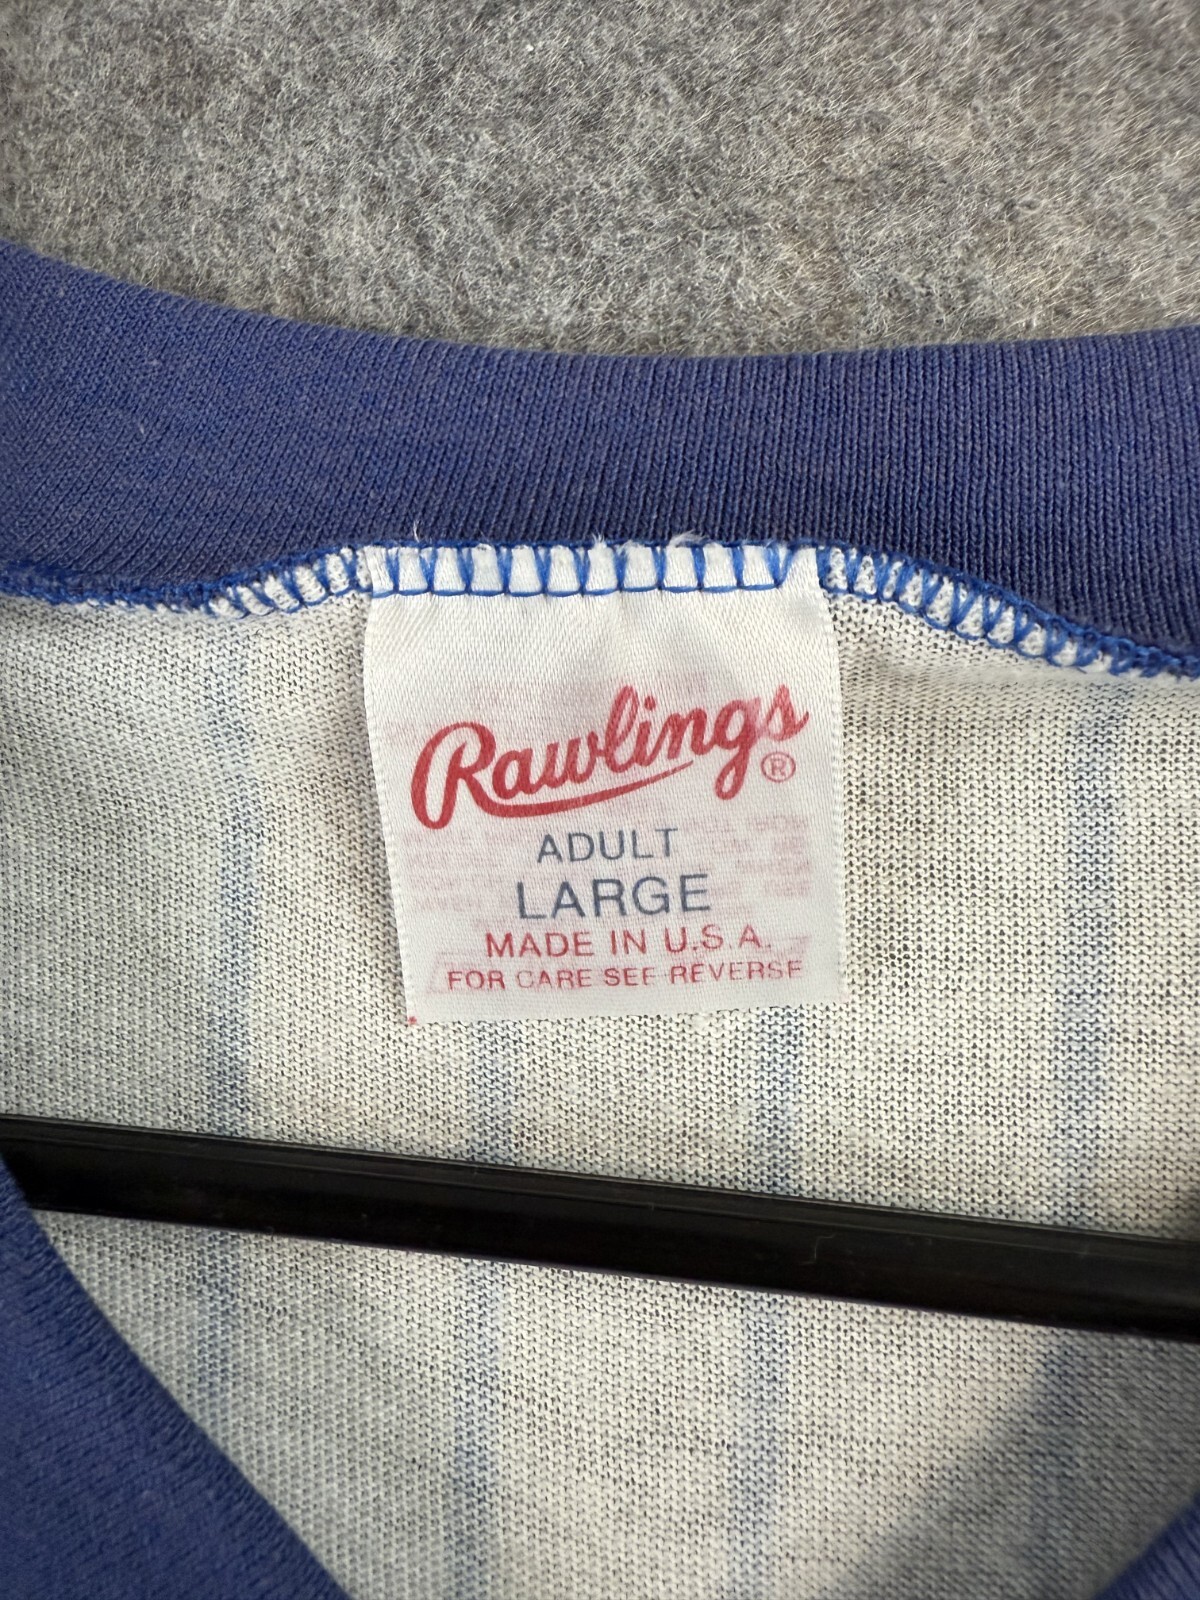 Rawlings®
ADULT
LARGE
MADE IN U.S.A.
FOR CARE SEE REVERSE